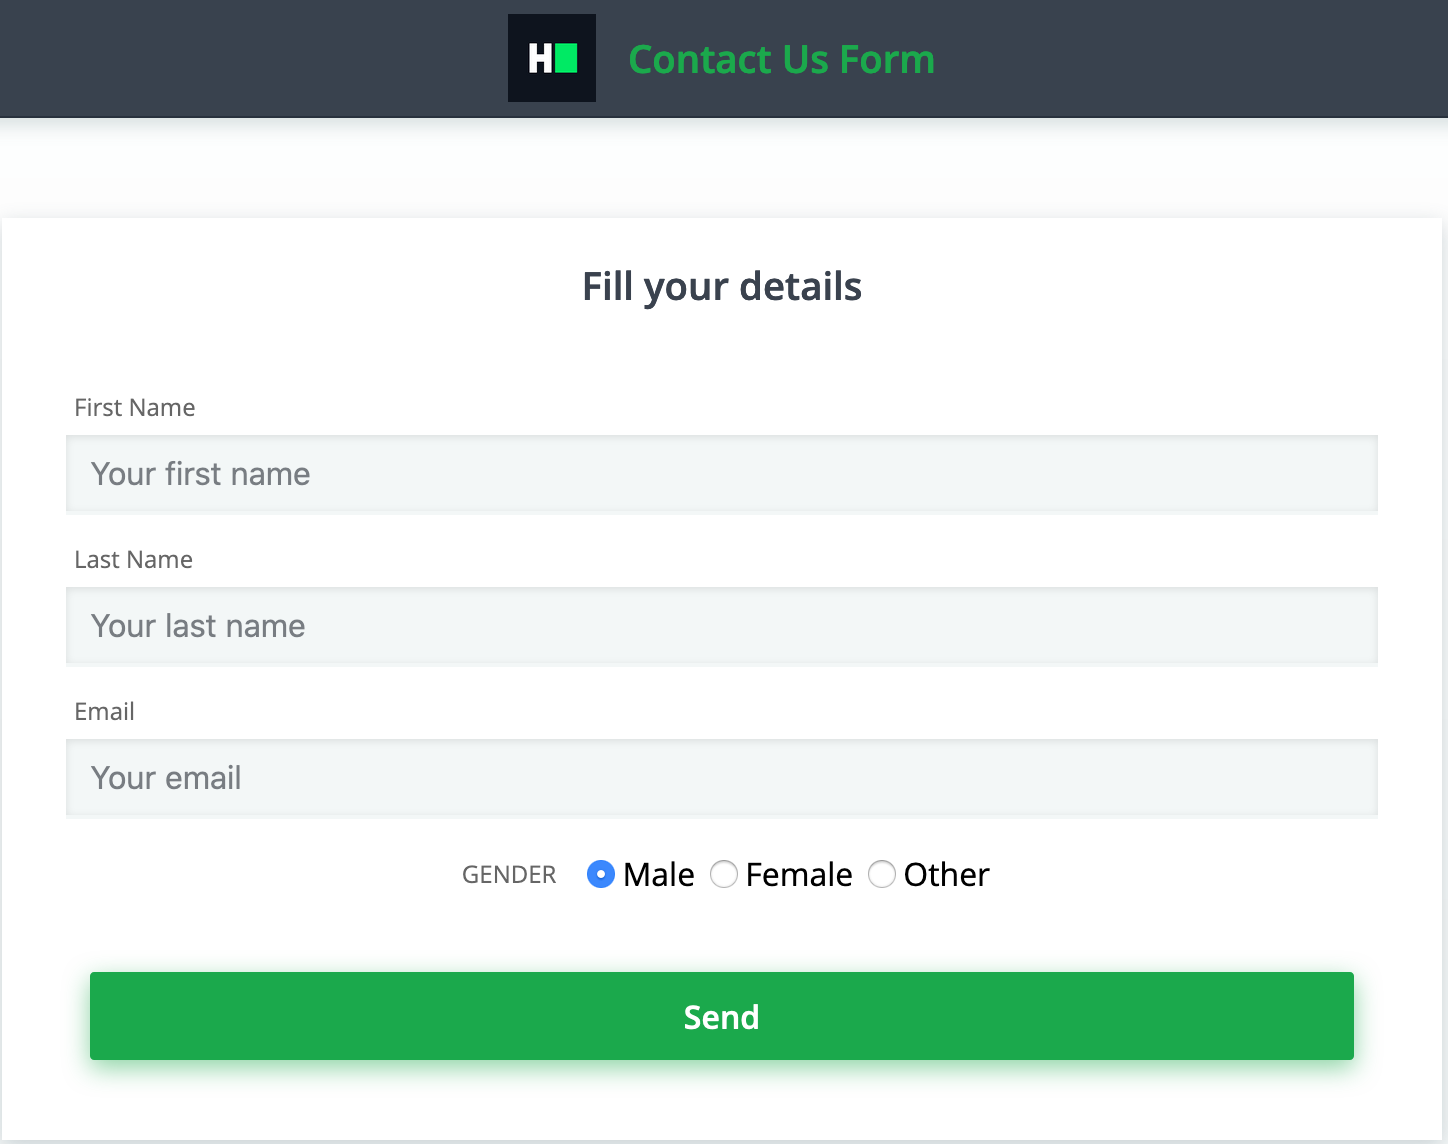 H
Contact Us Form
Fill your details
First Name
Your first name
Last Name
Your last name
Email
Your email
GENDER Male Female Other
Send